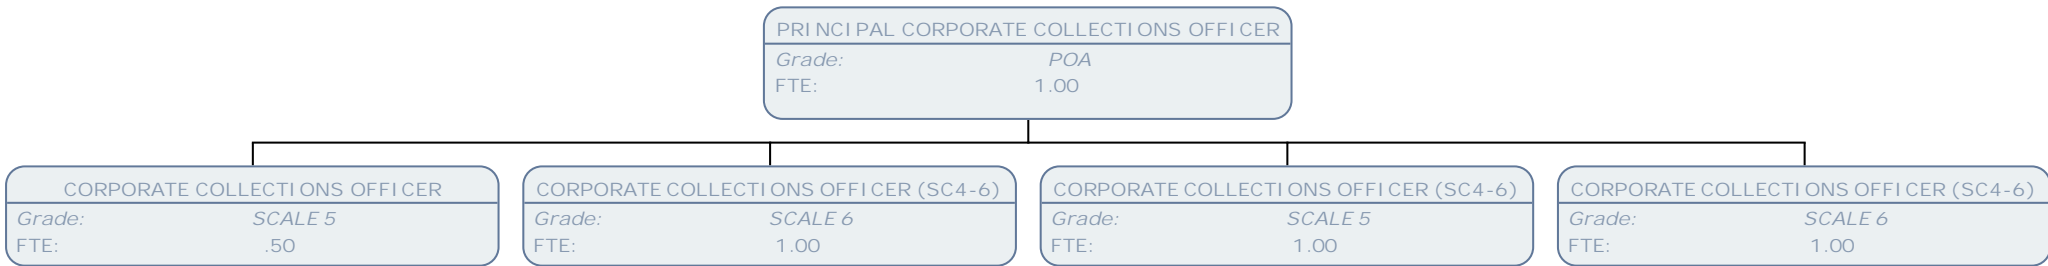 PRINCIPAL CORPORATE COLLECTIONS OFFICER
Grade: POA
FTE: 1.00
CORPORATE COLLECTIONS OFFICER
Grade: SCALE 5
FTE: .50
CORPORATE COLLECTIONS OFFICER (SC4-6)
Grade: SCALE 6
FTE: 1.00
CORPORATE COLLECTIONS OFFICER (SC4-6)
Grade: SCALE 5
FTE: 1.00
CORPORATE COLLECTIONS OFFICER (SC4-6)
Grade: SCALE 6
FTE: 1.00